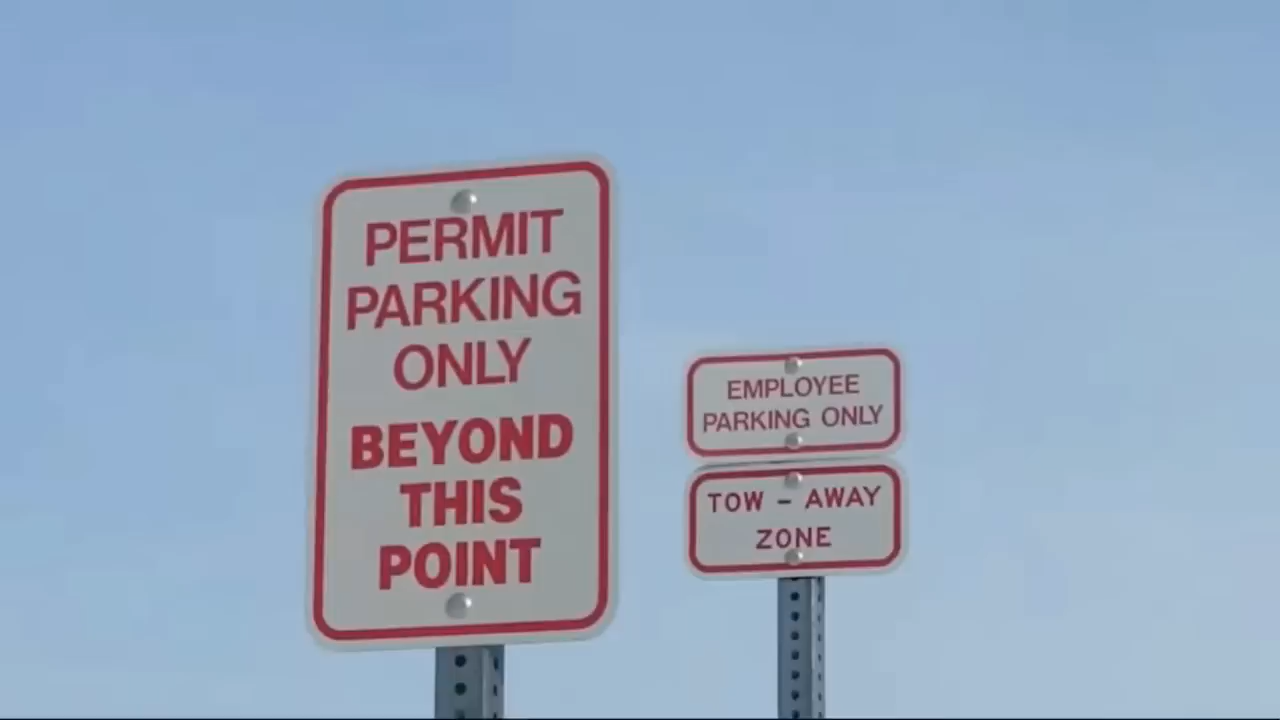 PERMIT
PARKING
ONLY
BEYOND
THIS
POINT
EMPLOYEE
PARKING ONLY
TOW - AWAY
ZONE